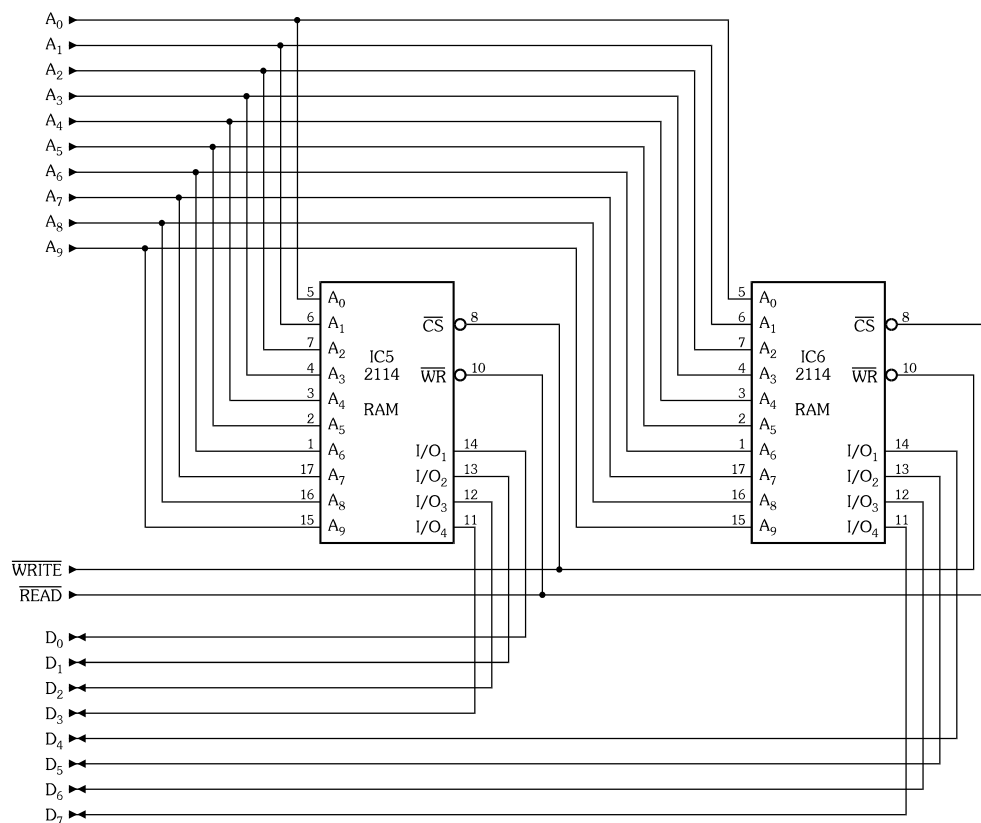 A0
A1
A2
A3
A4
A5
A6
A7
A8
A9
5 A0
6 A1
7 A2
4 A3
3 A4
2 A5
1 A6
17 A7
16 A8
15 A9
IC5
2114
RAM
CS 8
WR 10
I/O1 14
I/O2 13
I/O3 12
I/O4 11
5 A0
6 A1
7 A2
4 A3
3 A4
2 A5
1 A6
17 A7
16 A8
15 A9
IC6
2114
RAM
CS 8
WR 10
I/O1 14
I/O2 13
I/O3 12
I/O4 11
WRITE
READ
D0
D1
D2
D3
D4
D5
D6
D7